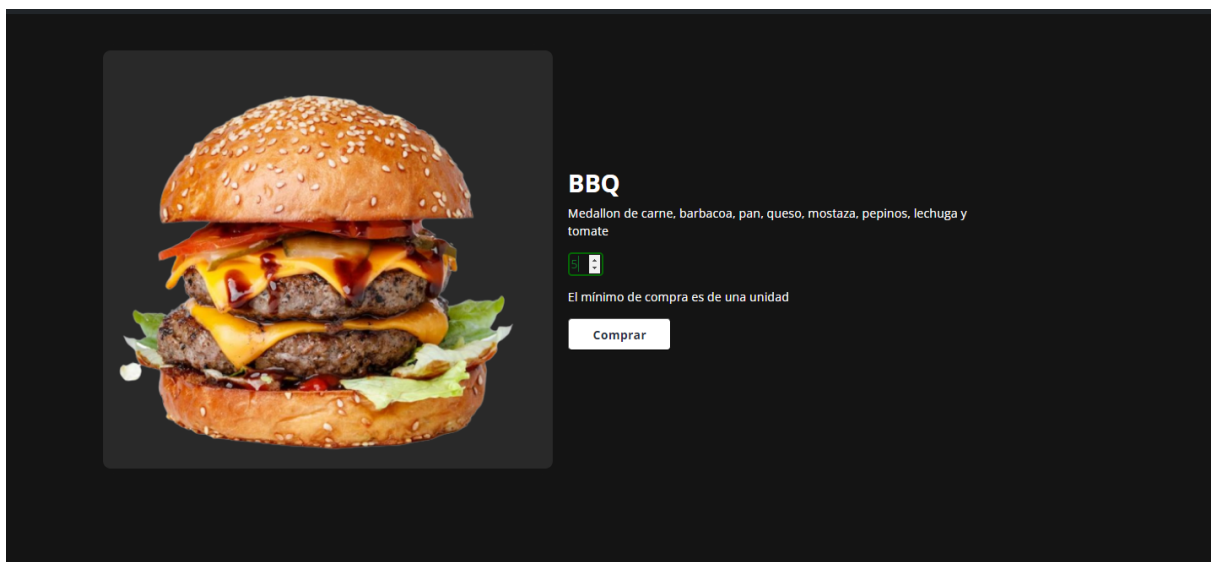 BBQ
Medallon de carne, barbacoa, pan, queso, mostaza, pepinos, lechuga y
tomate
5
El mínimo de compra es de una unidad
Comprar